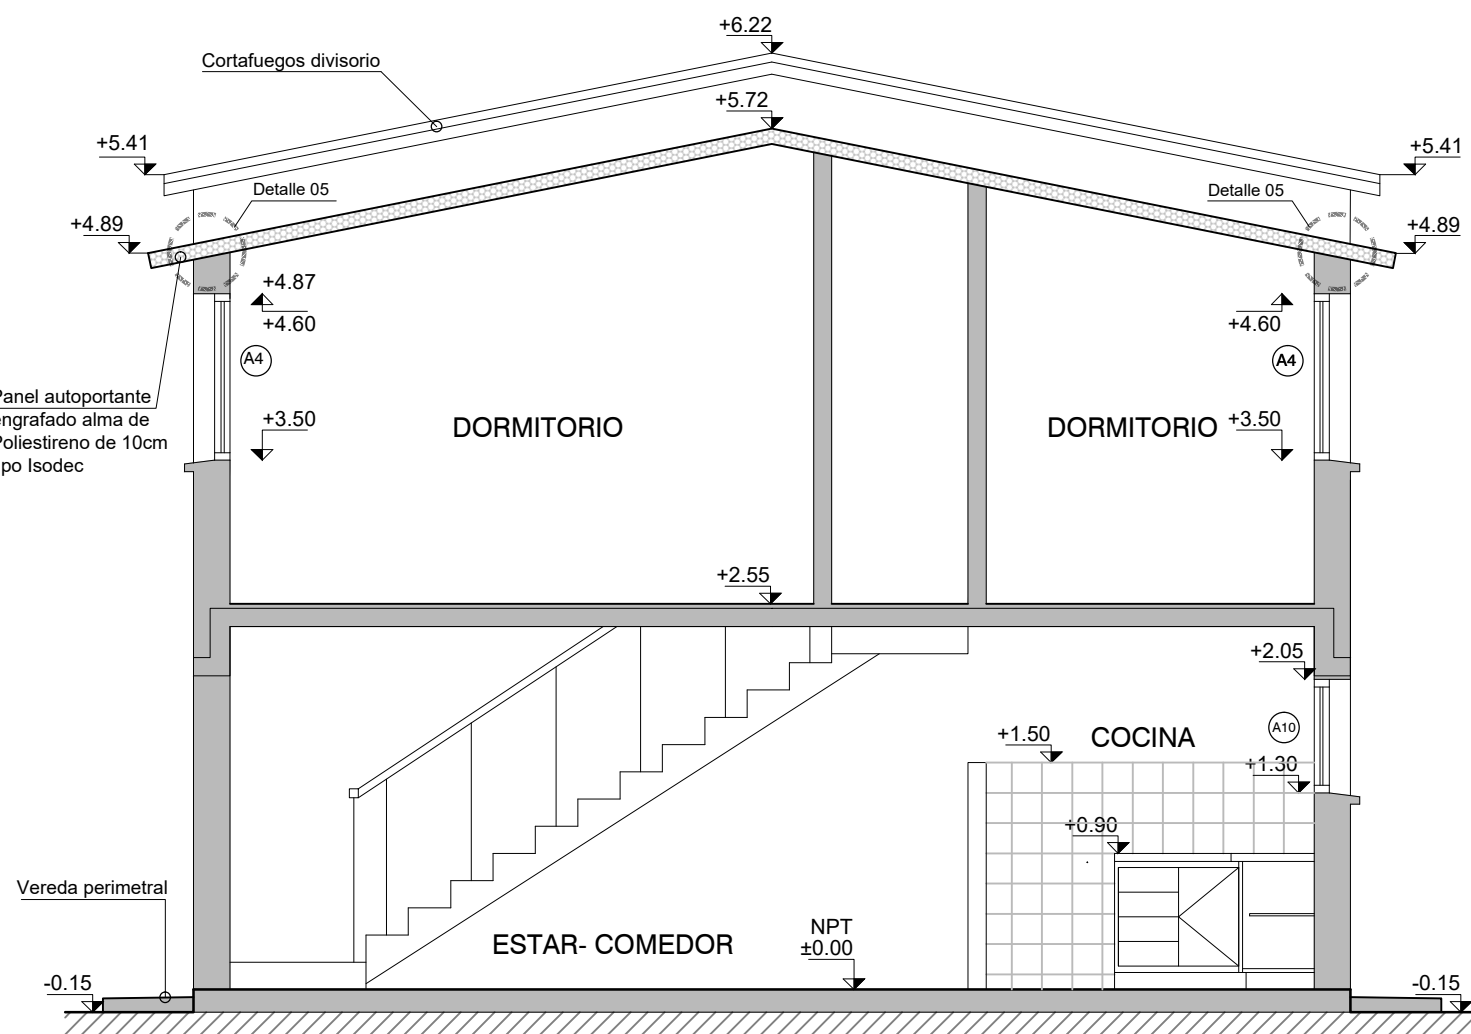 +6.22
Cortafuegos divisorio
+5.72
+5.41
+5.41
Detalle 05
Detalle 05
+4.89
+4.89
+4.87
+4.60
+4.60
A4
A4
Panel autoportante
engrafado alma de
Poliestireno de 10cm
po Isodec
+3.50
DORMITORIO
DORMITORIO
+3.50
+2.55
+2.05
A10
+1.50
COCINA
+1.30
+0.90
Vereda perimetral
ESTAR- COMEDOR
NPT
±0.00
-0.15
-0.15